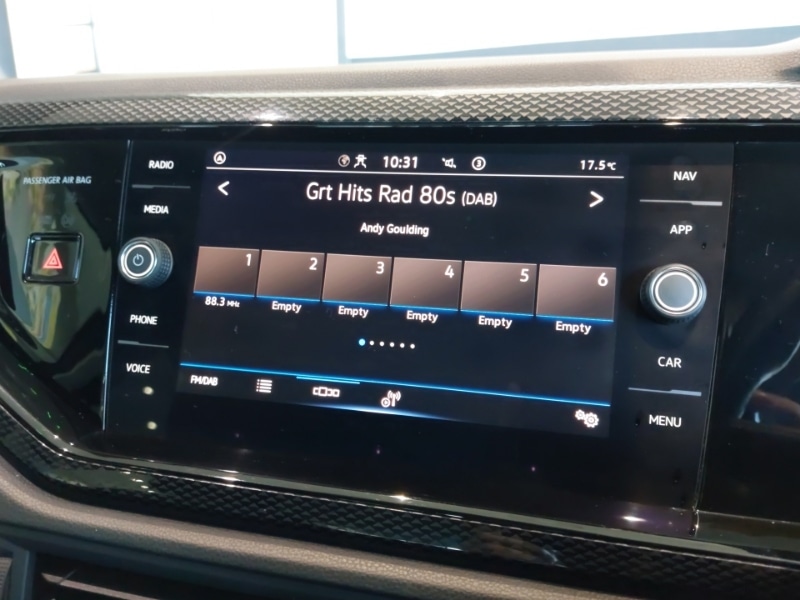 PASSENGER AIR BAG
RADIO
MEDIA
PHONE
VOICE
10:31
3
17.5°C
Grt Hits Rad 80s (DAB)
Andy Goulding
1 2 3 4 5 6
88.3 MHz Empty Empty Empty Empty Empty
FM/DAB
NAV
APP
CAR
MENU